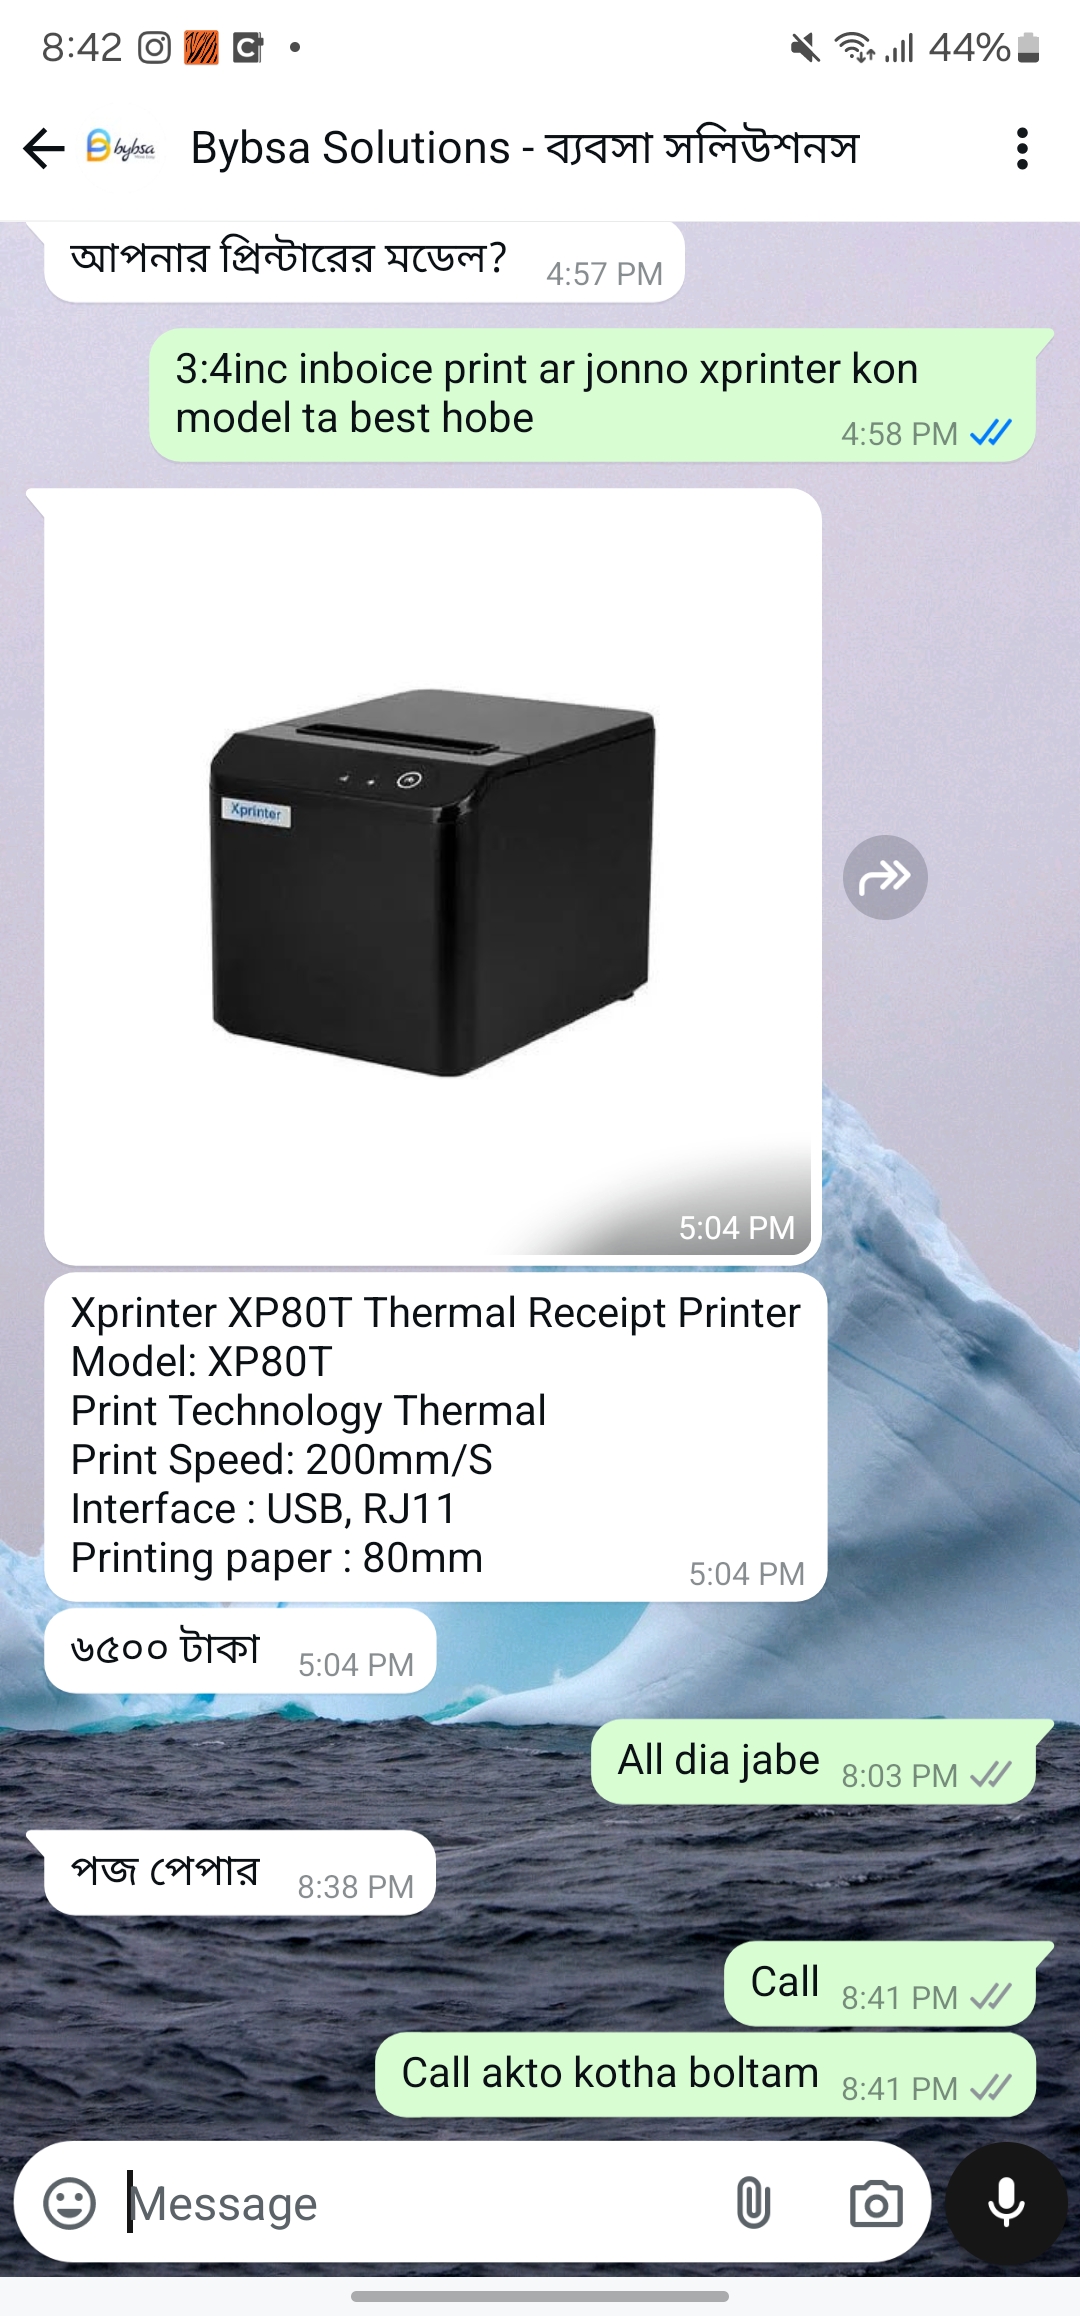 8:42
44%
bybsa
Bybsa Solutions - ব্যবসা সলিউশনস
আপনার প্রিন্টারের মডেল?
4:57 PM
3:4inc inboice print ar jonno xprinter kon
model ta best hobe
4:58 PM
Xprinter
5:04 PM
Xprinter XP80T Thermal Receipt Printer
Model: XP80T
Print Technology Thermal
Print Speed: 200mm/S
Interface : USB, RJ11
Printing paper : 80mm
5:04 PM
৬৫০০ টাকা
5:04 PM
All dia jabe
8:03 PM
পজ পেপার
8:38 PM
Call
8:41 PM
Call akto kotha boltam
8:41 PM
Message